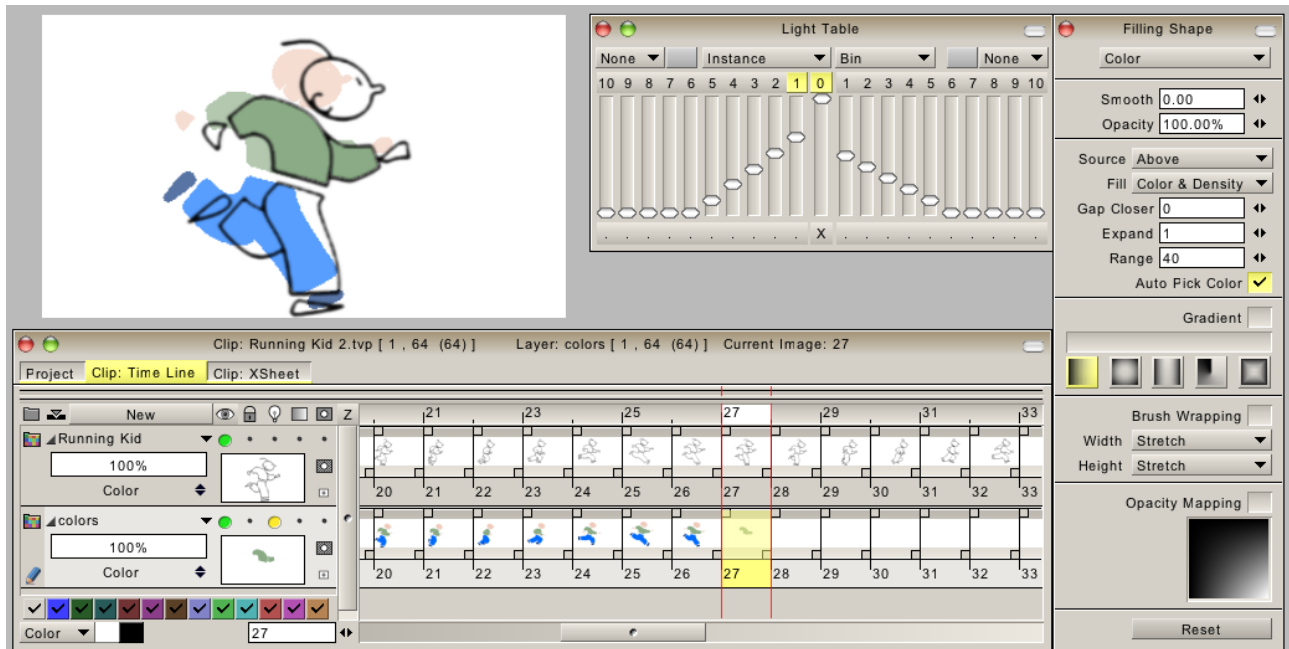 Light Table
None Instance Bin None
10 9 8 7 6 5 4 3 2 1 0 1 2 3 4 5 6 7 8 9 10
. . . . . . . . . . X . . . . . . . . . .
Filling Shape
Color
Smooth 0.00
Opacity 100.00%
Source Above
Fill Color & Density
Gap Closer 0
Expand 1
Range 40
Auto Pick Color
Gradient
Brush Wrapping
Width Stretch
Height Stretch
Opacity Mapping
Reset
Clip: Running Kid 2.tvp [ 1 , 64 (64) ] Layer: colors [ 1 , 64 (64) ] Current Image: 27
Project Clip: Time Line Clip: XSheet
New Z 21 23 25 27 29 31 33
Running Kid
100%
Color
20 21 22 23 24 25 26 27 28 29 30 31 32 33
colors
100%
Color
20 21 22 23 24 25 26 27 28 29 30 31 32 33
Color 27